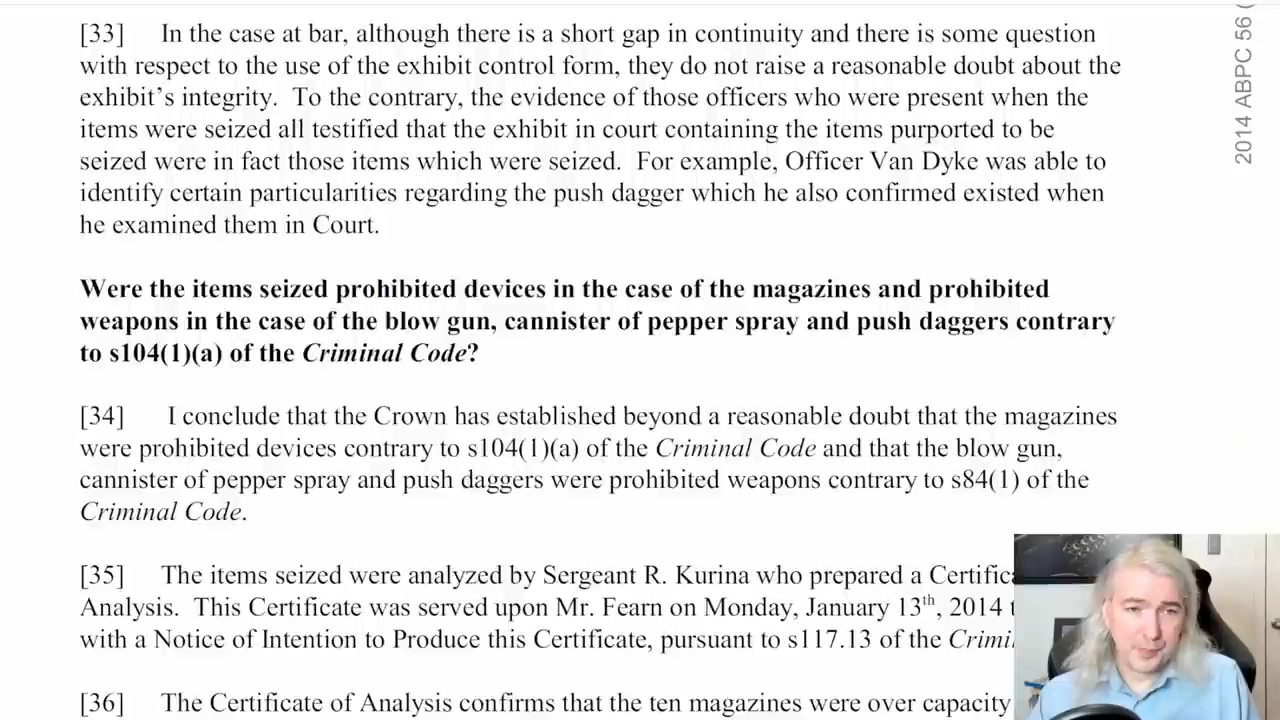 [33] In the case at bar, although there is a short gap in continuity and there is some question
with respect to the use of the exhibit control form, they do not raise a reasonable doubt about the
exhibit's integrity. To the contrary, the evidence of those officers who were present when the
items were seized all testified that the exhibit in court containing the items purported to be
seized were in fact those items which were seized. For example, Officer Van Dyke was able to
identify certain particularities regarding the push dagger which he also confirmed existed when
he examined them in Court.
Were the items seized prohibited devices in the case of the magazines and prohibited
weapons in the case of the blow gun, cannister of pepper spray and push daggers contrary
to s104(1)(a) of the Criminal Code?
[34] I conclude that the Crown has established beyond a reasonable doubt that the magazines
were prohibited devices contrary to s104(1)(a) of the Criminal Code and that the blow gun,
cannister of pepper spray and push daggers were prohibited weapons contrary to s84(1) of the
Criminal Code.
[35] The items seized were analyzed by Sergeant R. Kurina who prepared a Certific
Analysis. This Certificate was served upon Mr. Fearn on Monday, January 13th, 2014
with a Notice of Intention to Produce this Certificate, pursuant to s117.13 of the Crimi
[36] The Certificate of Analysis confirms that the ten magazines were over capacity
2014 ABPC 56 (